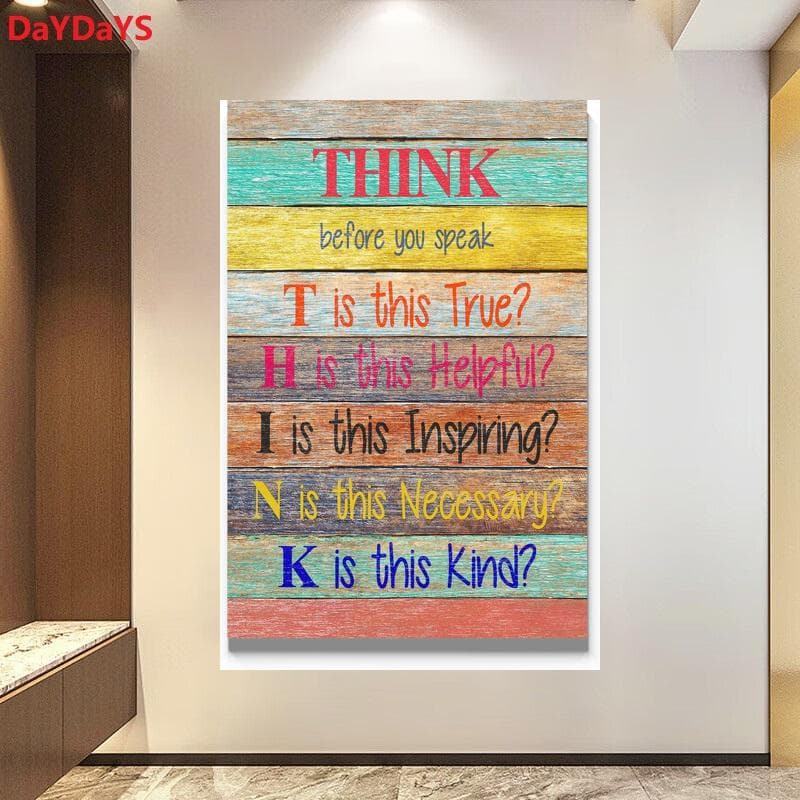 DaYDaYS
THINK
before you speak
T is this True?
H is this Helpful?
I is this Inspiring?
N is this Necessary?
K is this Kind?